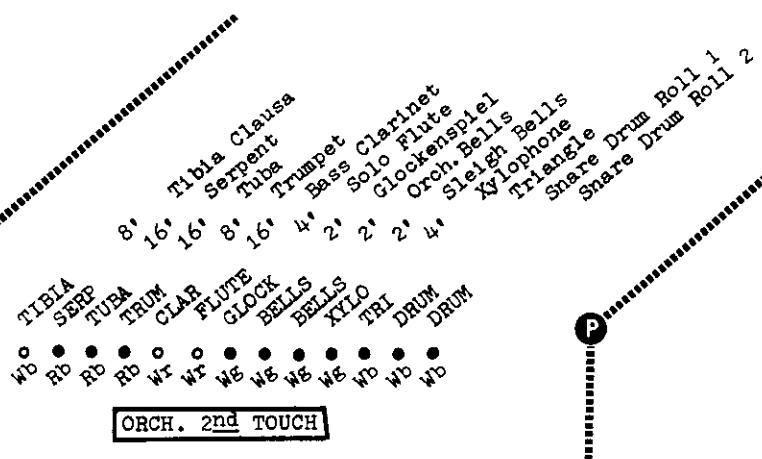 8' Tibia Clausa
16' Serpent
16' Tuba
8' Trumpet
16' Bass Clarinet
4' Solo Flute
2' Glockenspiel
2' Orch. Bells
2' Sleigh Bells
4' Xylophone
Triangle
Snare Drum Roll 1
Snare Drum Roll 2
TIBIA SERP TUBA TRUM CLAR FLUTE GLOCK BELLS BELLS XYLO TRI DRUM DRUM
Wb Rb Rb Rb Wr Wr Wg Wg Wg Wg Wb Wb Wb
ORCH. 2nd TOUCH
P